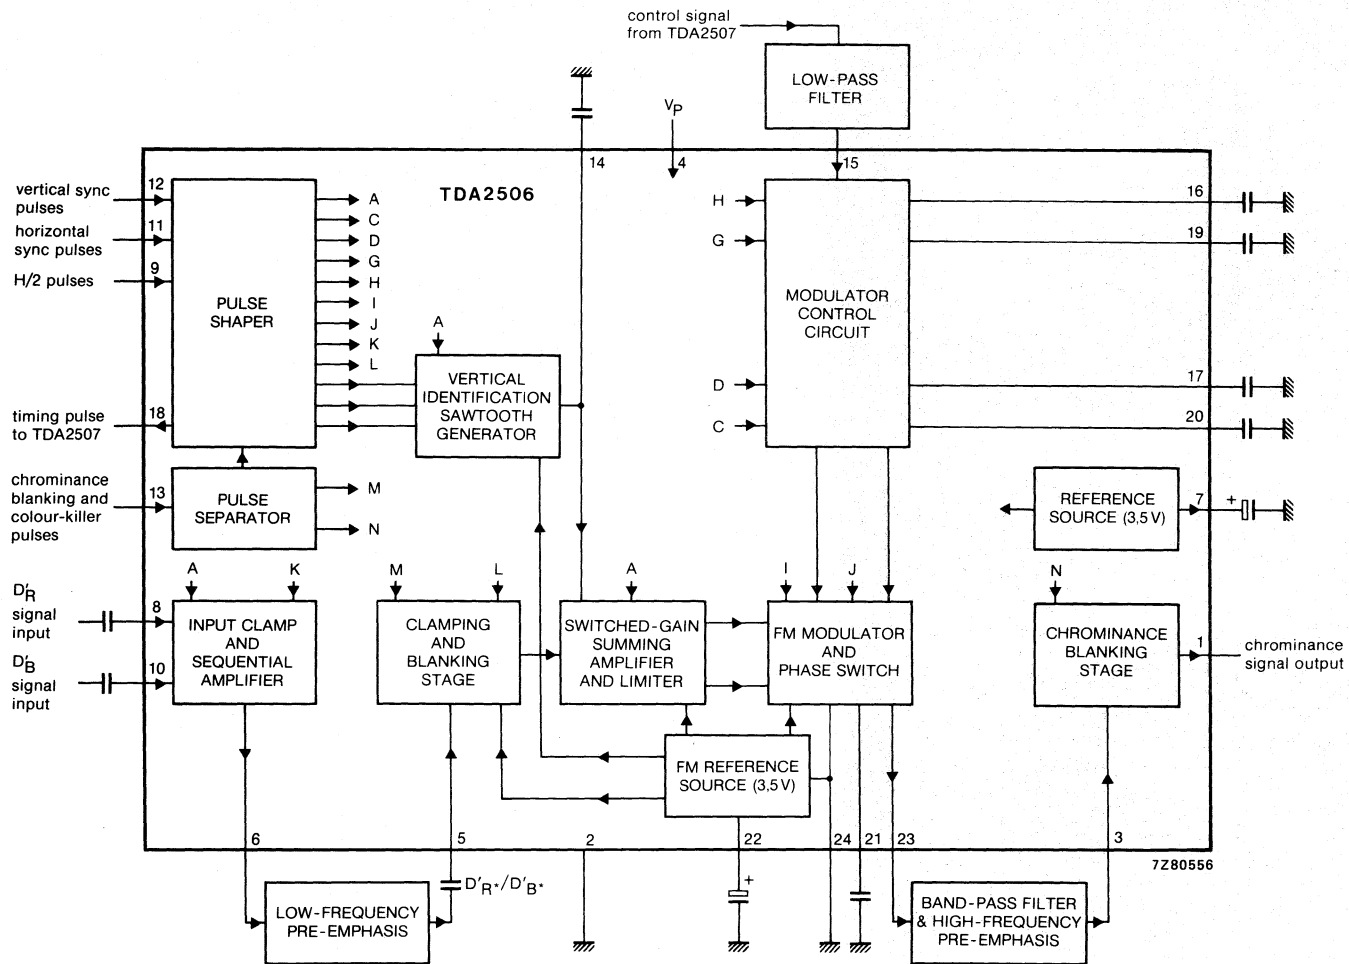 control signal
from TDA2507
LOW-PASS
FILTER
VP
14
4
15
TDA2506
vertical sync
pulses
12
horizontal
sync pulses
11
H/2 pulses
9
PULSE
SHAPER
A
C
D
G
H
I
J
K
L
timing pulse
to TDA2507
18
A
VERTICAL
IDENTIFICATION
SAWTOOTH
GENERATOR
H
G
D
C
MODULATOR
CONTROL
CIRCUIT
16
19
17
20
chrominance
blanking and
colour-killer
pulses
13
PULSE
SEPARATOR
M
N
REFERENCE
SOURCE (3,5 V)
7
+
D'R
signal
input
8
D'B
signal
input
10
A
K
INPUT CLAMP
AND
SEQUENTIAL
AMPLIFIER
M
L
CLAMPING
AND
BLANKING
STAGE
A
SWITCHED-GAIN
SUMMING
AMPLIFIER
AND LIMITER
I
J
FM MODULATOR
AND
PHASE SWITCH
N
CHROMINANCE
BLANKING
STAGE
1
chrominance
signal output
FM REFERENCE
SOURCE (3,5 V)
6
5
2
22
24
21
23
3
7Z80556
D'R*/D'B*
+
LOW-FREQUENCY
PRE-EMPHASIS
BAND-PASS FILTER
& HIGH-FREQUENCY
PRE-EMPHASIS